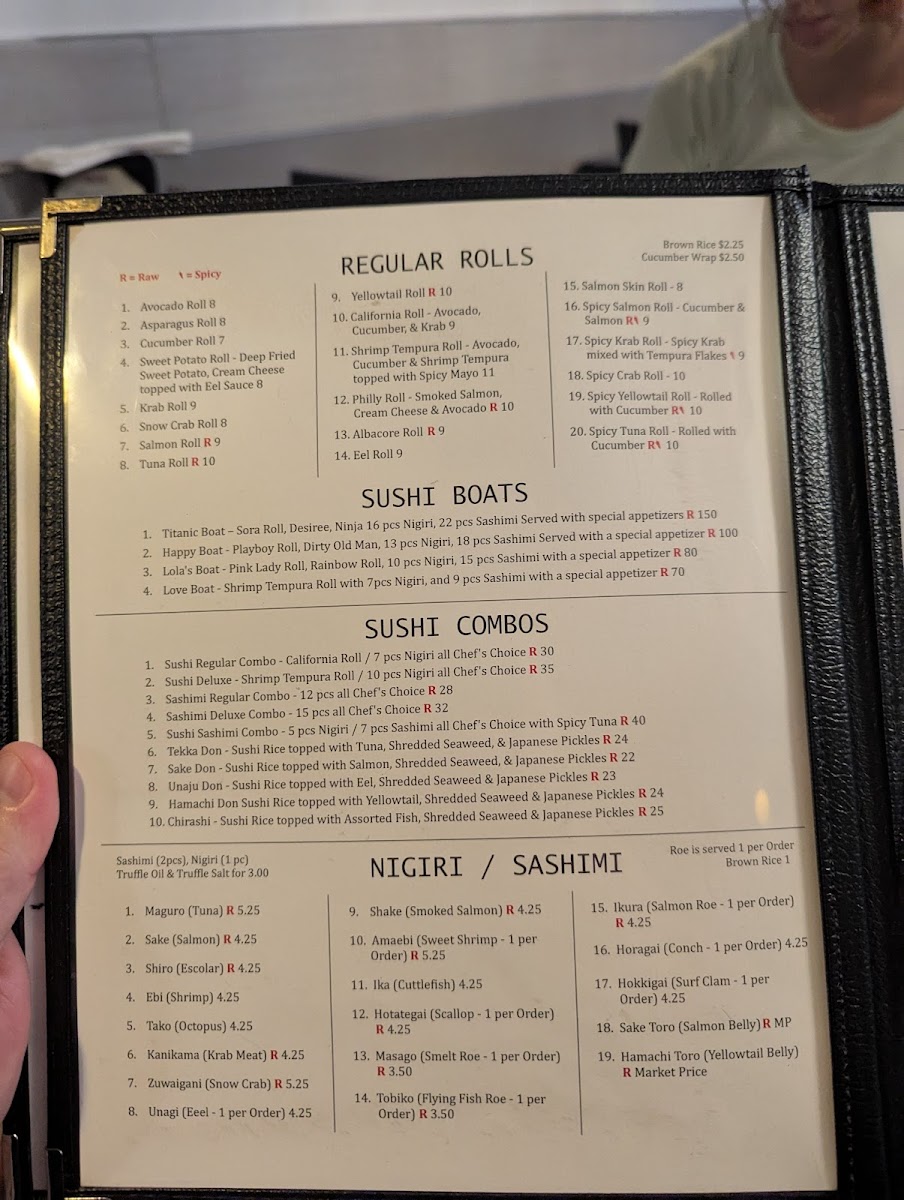 R = Raw = Spicy
REGULAR ROLLS
Brown Rice $2.25
Cucumber Wrap $2.50
1. Avocado Roll 8
2. Asparagus Roll 8
3. Cucumber Roll 7
4. Sweet Potato Roll - Deep Fried
Sweet Potato, Cream Cheese
topped with Eel Sauce 8
5. Krab Roll 9
6. Snow Crab Roll 8
7. Salmon Roll R 9
8. Tuna Roll R 10
9. Yellowtail Roll R 10
10. California Roll - Avocado,
Cucumber, & Krab 9
11. Shrimp Tempura Roll - Avocado,
Cucumber & Shrimp Tempura
topped with Spicy Mayo 11
12. Philly Roll - Smoked Salmon,
Cream Cheese & Avocado R 10
13. Albacore Roll R 9
14. Eel Roll 9
15. Salmon Skin Roll - 8
16. Spicy Salmon Roll - Cucumber &
Salmon R 9
17. Spicy Krab Roll - Spicy Krab
mixed with Tempura Flakes 9
18. Spicy Crab Roll - 10
19. Spicy Yellowtail Roll - Rolled
with Cucumber R 10
20. Spicy Tuna Roll - Rolled with
Cucumber R 10
SUSHI BOATS
1. Titanic Boat – Sora Roll, Desiree, Ninja 16 pcs Nigiri, 22 pcs Sashimi Served with special appetizers R 150
2. Happy Boat - Playboy Roll, Dirty Old Man, 13 pcs Nigiri, 18 pcs Sashimi Served with a special appetizer R 100
3. Lola's Boat - Pink Lady Roll, Rainbow Roll, 10 pcs Nigiri, 15 pcs Sashimi with a special appetizer R 80
4. Love Boat - Shrimp Tempura Roll with 7pcs Nigiri, and 9 pcs Sashimi with a special appetizer R 70
SUSHI COMBOS
1. Sushi Regular Combo - California Roll / 7 pcs Nigiri all Chef's Choice R 30
2. Sushi Deluxe - Shrimp Tempura Roll / 10 pcs Nigiri all Chef's Choice R 35
3. Sashimi Regular Combo - 12 pcs all Chef's Choice R 28
4. Sashimi Deluxe Combo - 15 pcs all Chef's Choice R 32
5. Sushi Sashimi Combo - 5 pcs Nigiri / 7 pcs Sashimi all Chef's Choice with Spicy Tuna R 40
6. Tekka Don - Sushi Rice topped with Tuna, Shredded Seaweed, & Japanese Pickles R 24
7. Sake Don - Sushi Rice topped with Salmon, Shredded Seaweed, & Japanese Pickles R 22
8. Unaju Don - Sushi Rice topped with Eel, Shredded Seaweed & Japanese Pickles R 23
9. Hamachi Don Sushi Rice topped with Yellowtail, Shredded Seaweed & Japanese Pickles R 24
10. Chirashi - Sushi Rice topped with Assorted Fish, Shredded Seaweed & Japanese Pickles R 25
Sashimi (2pcs), Nigiri (1 pc)
Truffle Oil & Truffle Salt for 3.00
NIGIRI / SASHIMI
Roe is served 1 per Order
Brown Rice 1
1. Maguro (Tuna) R 5.25
2. Sake (Salmon) R 4.25
3. Shiro (Escolar) R 4.25
4. Ebi (Shrimp) 4.25
5. Tako (Octopus) 4.25
6. Kanikama (Krab Meat) R 4.25
7. Zuwaigani (Snow Crab) R 5.25
8. Unagi (Eeel - 1 per Order) 4.25
9. Shake (Smoked Salmon) R 4.25
10. Amaebi (Sweet Shrimp - 1 per
Order) R 5.25
11. Ika (Cuttlefish) 4.25
12. Hotategai (Scallop - 1 per Order)
R 4.25
13. Masago (Smelt Roe - 1 per Order)
R 3.50
14. Tobiko (Flying Fish Roe - 1 per
Order) R 3.50
15. Ikura (Salmon Roe - 1 per Order)
R 4.25
16. Horagai (Conch - 1 per Order) 4.25
17. Hokkigai (Surf Clam - 1 per
Order) 4.25
18. Sake Toro (Salmon Belly) R MP
19. Hamachi Toro (Yellowtail Belly)
R Market Price